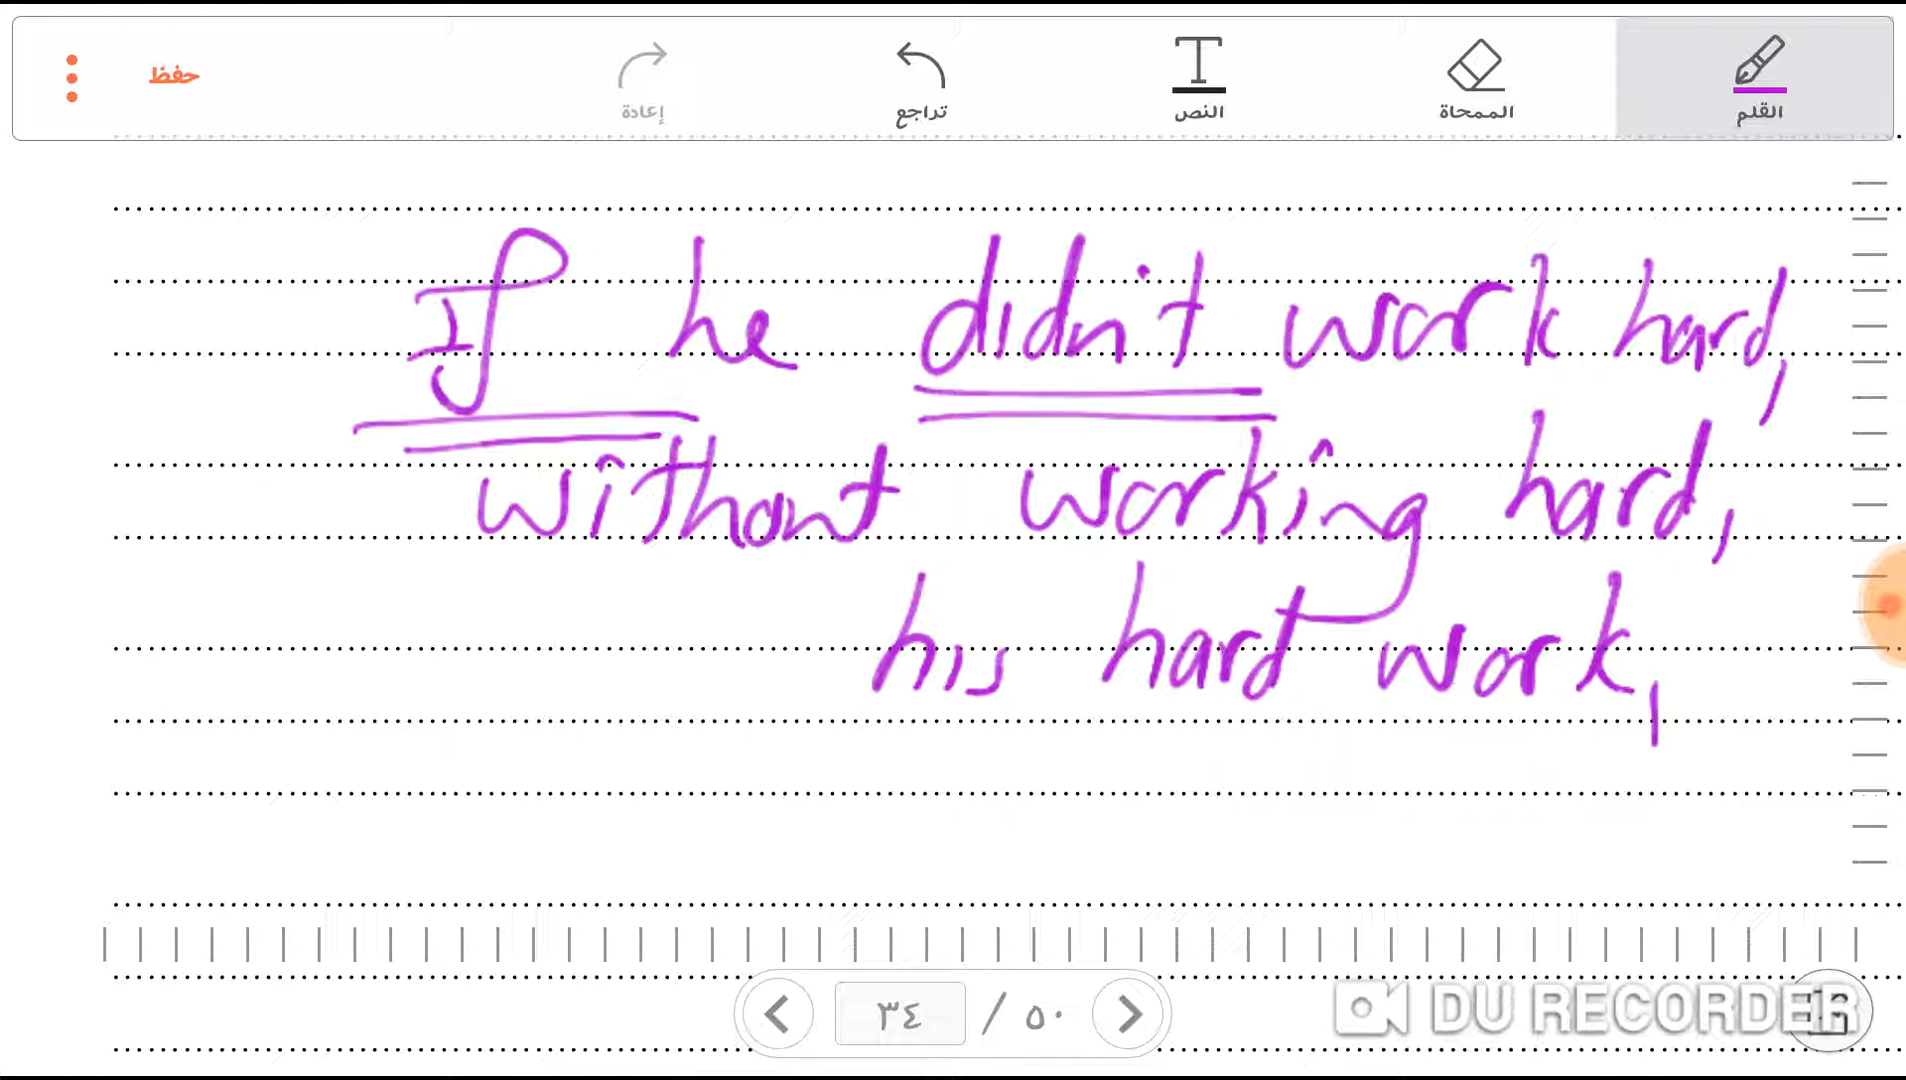 حفظ إعادة تراجع النص الممحاة القلم
If he didn't work hard,
without working hard,
his hard work,
٣٤ / ٥٠
DU RECORDER